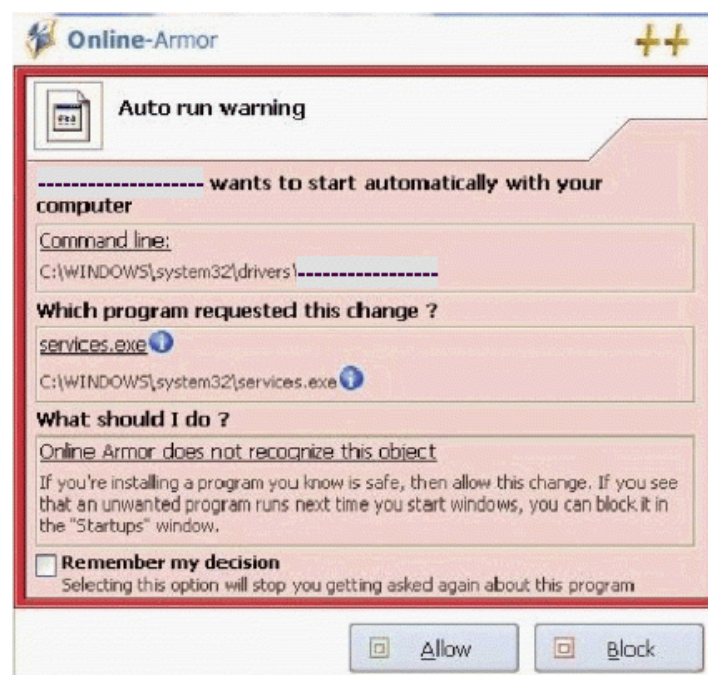 Online-Armor
Auto run warning
-------------------- wants to start automatically with your
computer
Command line:
C:\WINDOWS\system32\drivers\-----------------
Which program requested this change ?
services.exe
C:\WINDOWS\system32\services.exe
What should I do ?
Online Armor does not recognize this object
If you're installing a program you know is safe, then allow this change. If you see
that an unwanted program runs next time you start windows, you can block it in
the "Startups" window.
Remember my decision
Selecting this option will stop you getting asked again about this program
Allow
Block